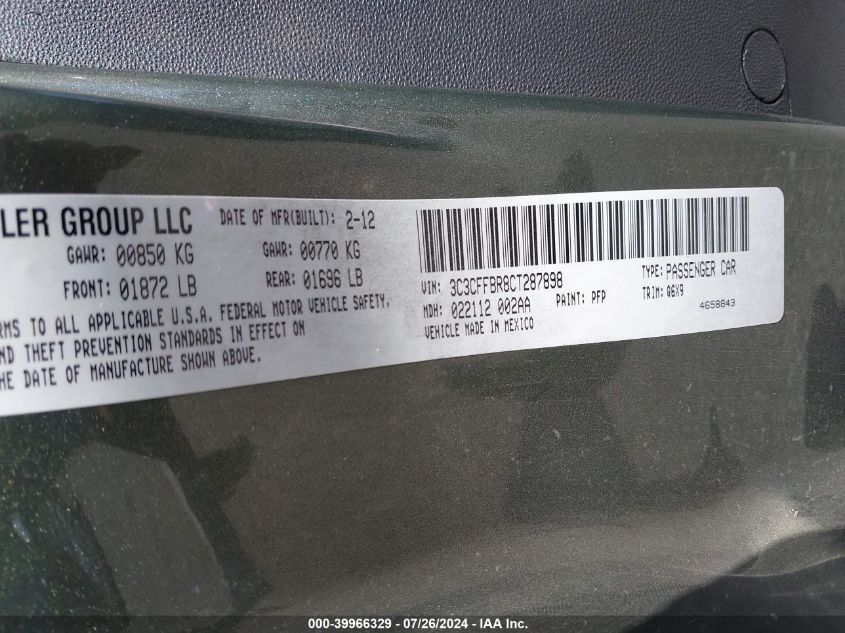 LER GROUP LLC
DATE OF MFR(BUILT): 2-12
GAWR: 00850 KG
GAWR: 00770 KG
FRONT: 01872 LB
REAR: 01696 LB
RMS TO ALL APPLICABLE U.S.A. FEDERAL MOTOR VEHICLE SAFETY,
ND THEFT PREVENTION STANDARDS IN EFFECT ON
HE DATE OF MANUFACTURE SHOWN ABOVE.
VIN: 3C3CFFBR8CT287898
TYPE: PASSENGER CAR
MDH: 022112 002AA
PAINT: PFP
TRIM: Q6X9
VEHICLE MADE IN MEXICO
4658843
000-39966329 - 07/26/2024 - IAA Inc.